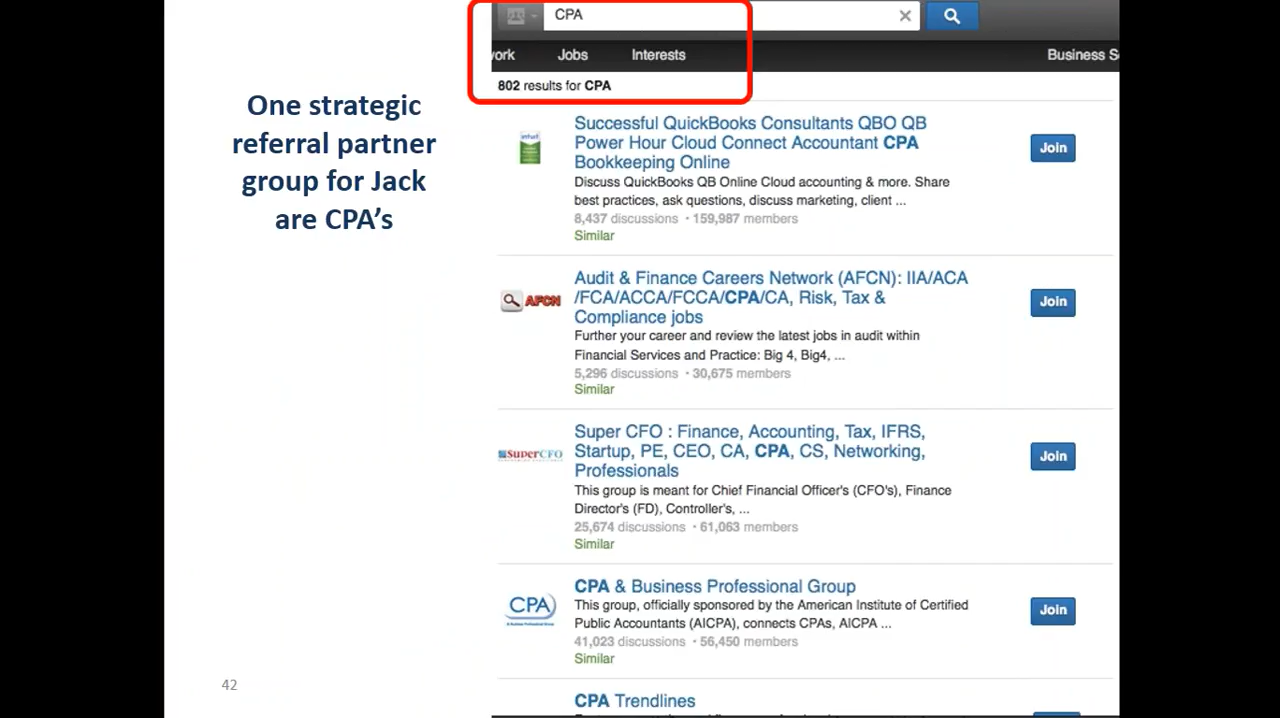 One strategic
referral partner
group for Jack
are CPA's
42
CPA
work Jobs Interests Business S
802 results for CPA
Successful QuickBooks Consultants QBO QB
Power Hour Cloud Connect Accountant CPA
Bookkeeping Online
Discuss QuickBooks QB Online Cloud accounting & more. Share
best practices, ask questions, discuss marketing, client ...
8,437 discussions · 159,987 members
Similar
Join
AFCN
Audit & Finance Careers Network (AFCN): IIA/ACA
/FCA/ACCA/FCCA/CPA/CA, Risk, Tax &
Compliance jobs
Further your career and review the latest jobs in audit within
Financial Services and Practice: Big 4, Big4, ...
5,296 discussions · 30,675 members
Similar
Join
SuperCFO
Super CFO : Finance, Accounting, Tax, IFRS,
Startup, PE, CEO, CA, CPA, CS, Networking,
Professionals
This group is meant for Chief Financial Officer's (CFO's), Finance
Director's (FD), Controller's, ...
25,674 discussions · 61,063 members
Similar
Join
CPA
CPA & Business Professional Group
This group, officially sponsored by the American Institute of Certified
Public Accountants (AICPA), connects CPAs, AICPA ...
41,023 discussions · 56,450 members
Similar
Join
CPA Trendlines